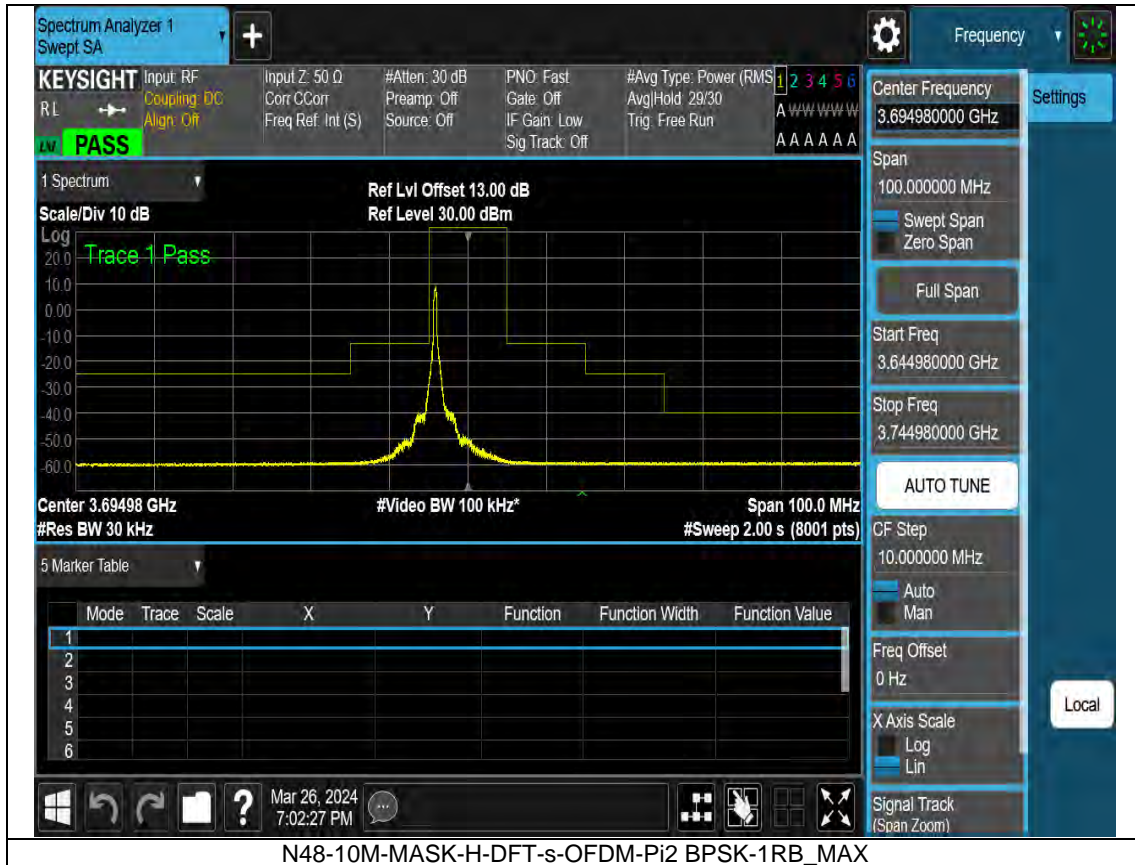 Spectrum Analyzer 1
Swept SA
+
Frequency
KEYSIGHT
RL
PASS
Input: RF
Coupling: DC
Align: Off
Input Z: 50 Ω
Corr CCorr
Freq Ref: Int (S)
#Atten: 30 dB
Preamp: Off
Source: Off
PNO: Fast
Gate: Off
IF Gain: Low
Sig Track: Off
#Avg Type: Power (RMS
Avg|Hold: 29/30
Trig: Free Run
1 2 3 4 5 6
A W W W W W
A A A A A A
1 Spectrum
Scale/Div 10 dB
Ref Lvl Offset 13.00 dB
Ref Level 30.00 dBm
Log
Trace 1 Pass
20.0
10.0
0.00
-10.0
-20.0
-30.0
-40.0
-50.0
-60.0
Center 3.69498 GHz
#Video BW 100 kHz*
Span 100.0 MHz
#Res BW 30 kHz
#Sweep 2.00 s (8001 pts)
5 Marker Table
Mode Trace Scale X Y Function Function Width Function Value
1
2
3
4
5
6
Mar 26, 2024
7:02:27 PM
?
Center Frequency
3.694980000 GHz
Settings
Span
100.000000 MHz
Swept Span
Zero Span
Full Span
Start Freq
3.644980000 GHz
Stop Freq
3.744980000 GHz
AUTO TUNE
CF Step
10.000000 MHz
Auto
Man
Freq Offset
0 Hz
X Axis Scale
Log
Lin
Local
Signal Track
(Span Zoom)
N48-10M-MASK-H-DFT-s-OFDM-Pi2 BPSK-1RB_MAX